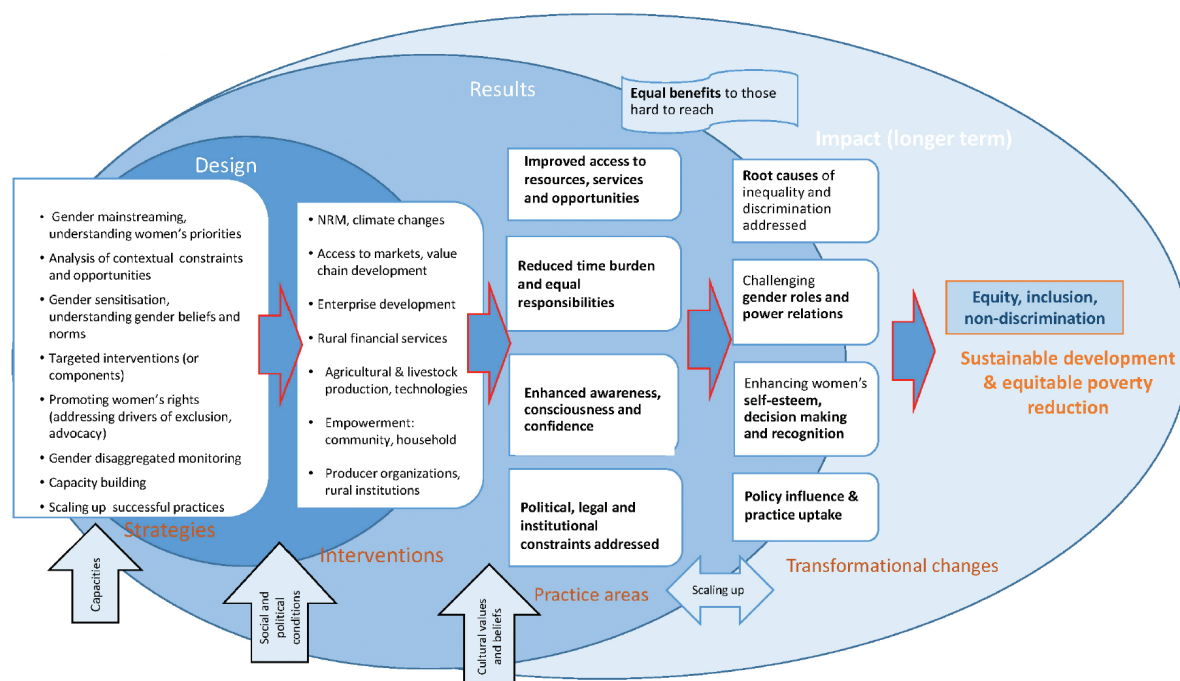 Results
Equal benefits to those
hard to reach
Impact (longer term)
Design
• Gender mainstreaming,
understanding women's priorities
• Analysis of contextual constraints
and opportunities
• Gender sensitisation,
understanding gender beliefs and
norms
• Targeted interventions (or
components)
• Promoting women's rights
(addressing drivers of exclusion,
advocacy)
• Gender disaggregated monitoring
• Capacity building
• Scaling up successful practices
Strategies
• NRM, climate changes
• Access to markets, value
chain development
• Enterprise development
• Rural financial services
• Agricultural & livestock
production, technologies
• Empowerment:
community, household
• Producer organizations,
rural institutions
Interventions
Improved access to
resources, services
and opportunities
Reduced time burden
and equal
responsibilities
Enhanced awareness,
consciousness and
confidence
Political, legal and
institutional
constraints addressed
Practice areas
Root causes of
inequality and
discrimination
addressed
Challenging
gender roles and
power relations
Enhancing women's
self-esteem,
decision making
and recognition
Policy influence &
practice uptake
Transformational changes
Scaling up
Equity, inclusion,
non-discrimination
Sustainable development
& equitable poverty
reduction
Capacities
Social and
political
conditions
Cultural values
and beliefs